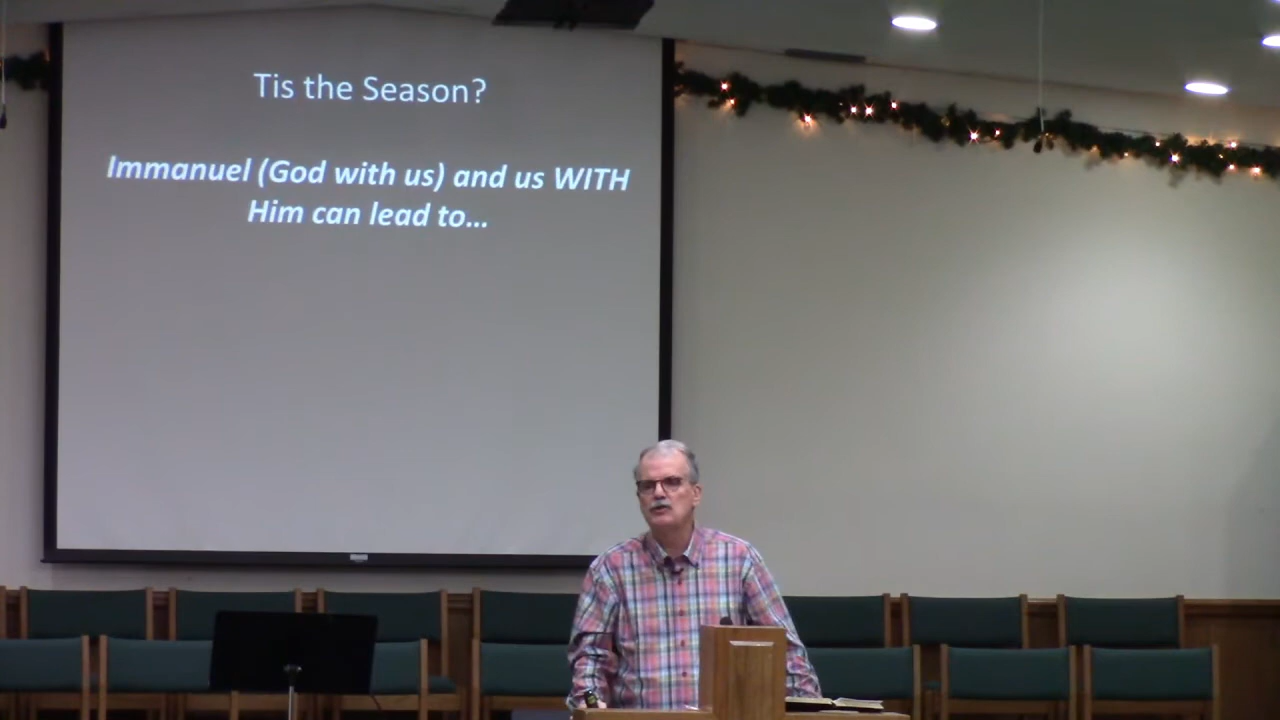 Tis the Season?
Immanuel (God with us) and us WITH
Him can lead to...